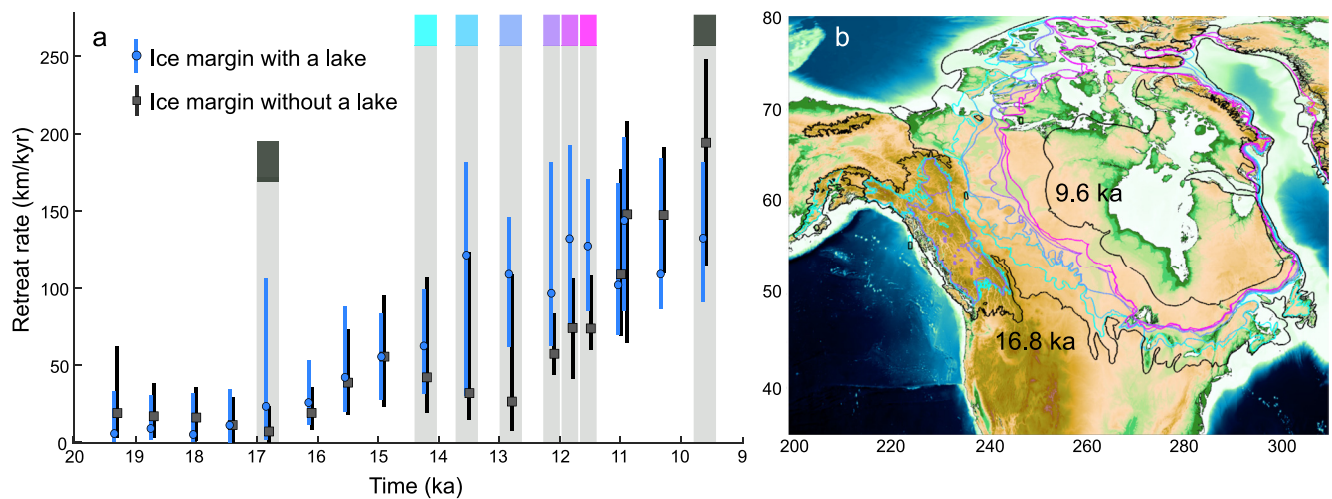 a
Ice margin with a lake
Ice margin without a lake
Retreat rate (km/kyr)
250
200
150
100
50
0
20 19 18 17 16 15 14 13 12 11 10 9
Time (ka)
b
80
70
60
50
40
9.6 ka
16.8 ka
200 220 240 260 280 300